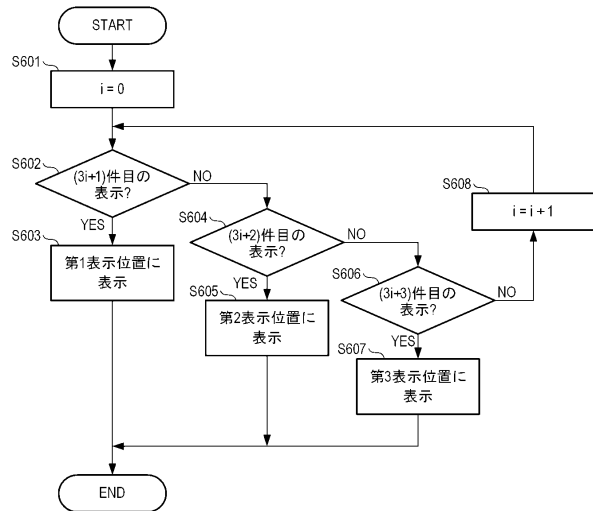 START
S601
i = 0
S602
(3i+1)件目の
表示?
NO
YES
S603
第1表示位置に
表示
S604
(3i+2)件目の
表示?
NO
YES
S605
第2表示位置に
表示
S606
(3i+3)件目の
表示?
NO
YES
S607
第3表示位置に
表示
S608
i = i + 1
END